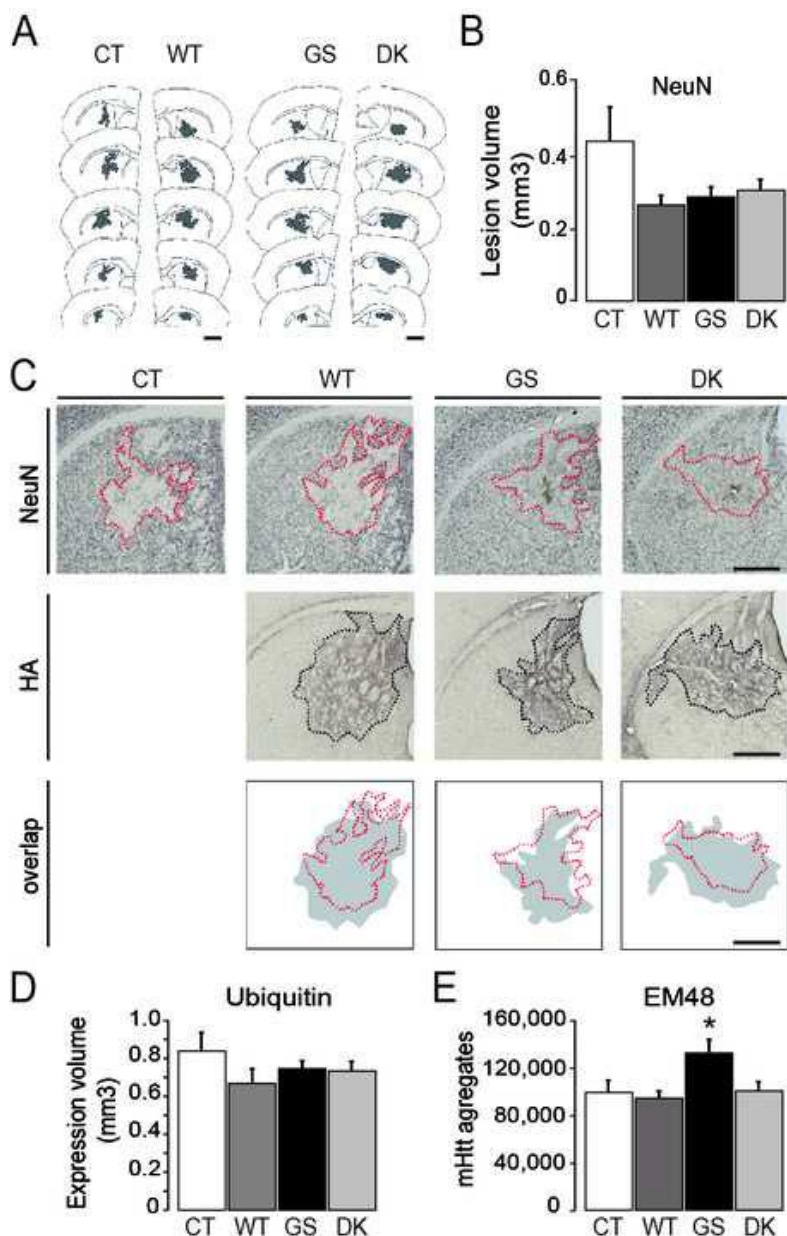 A
CT WT GS DK
B
NeuN
Lesion volume
(mm3)
0.6
0.4
0.2
0
CT WT GS DK
C
CT WT GS DK
NeuN
HA
overlap
D
Ubiquitin
Expression volume
(mm3)
1.0
0.8
0.6
0.4
0.2
0
CT WT GS DK
E
EM48
mHtt agregates
160,000
120,000
80,000
40,000
0
*
CT WT GS DK